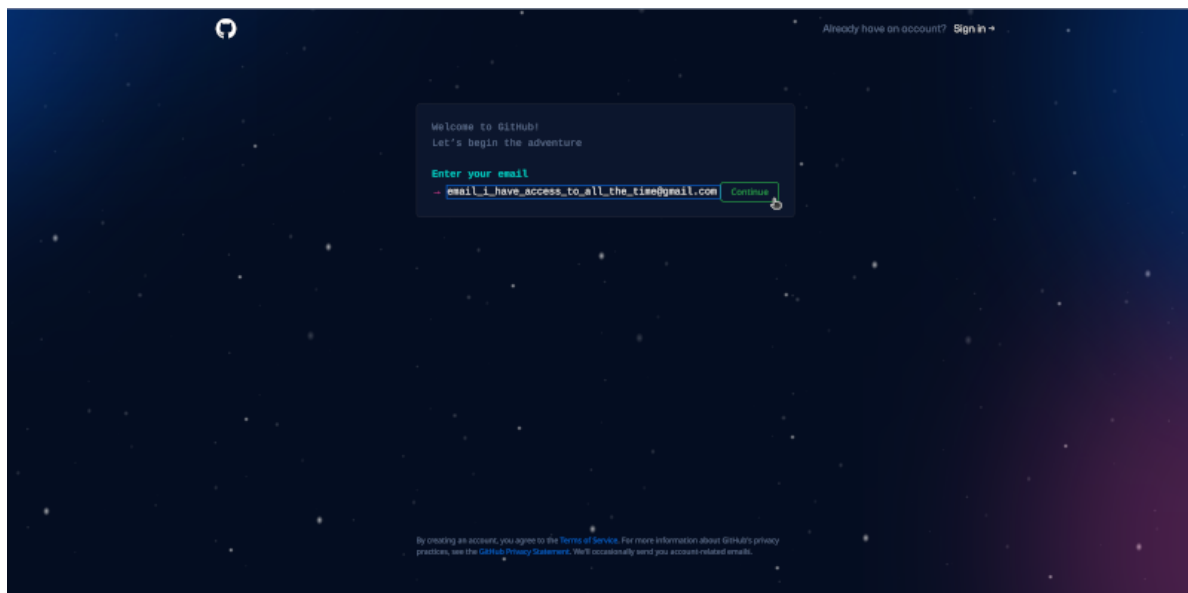 Already have an account? Sign in →
Welcome to GitHub!
Let's begin the adventure
Enter your email
→ email_i_have_access_to_all_the_time@gmail.com Continue
By creating an account, you agree to the Terms of Service. For more information about GitHub's privacy
practices, see the GitHub Privacy Statement. We'll occasionally send you account-related emails.